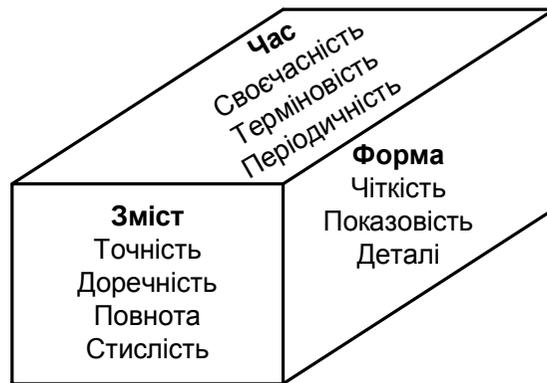 Час
Своєчасність
Терміновість
Періодичність
Форма
Чіткість
Показовість
Деталі
Зміст
Точність
Доречність
Повнота
Стислість